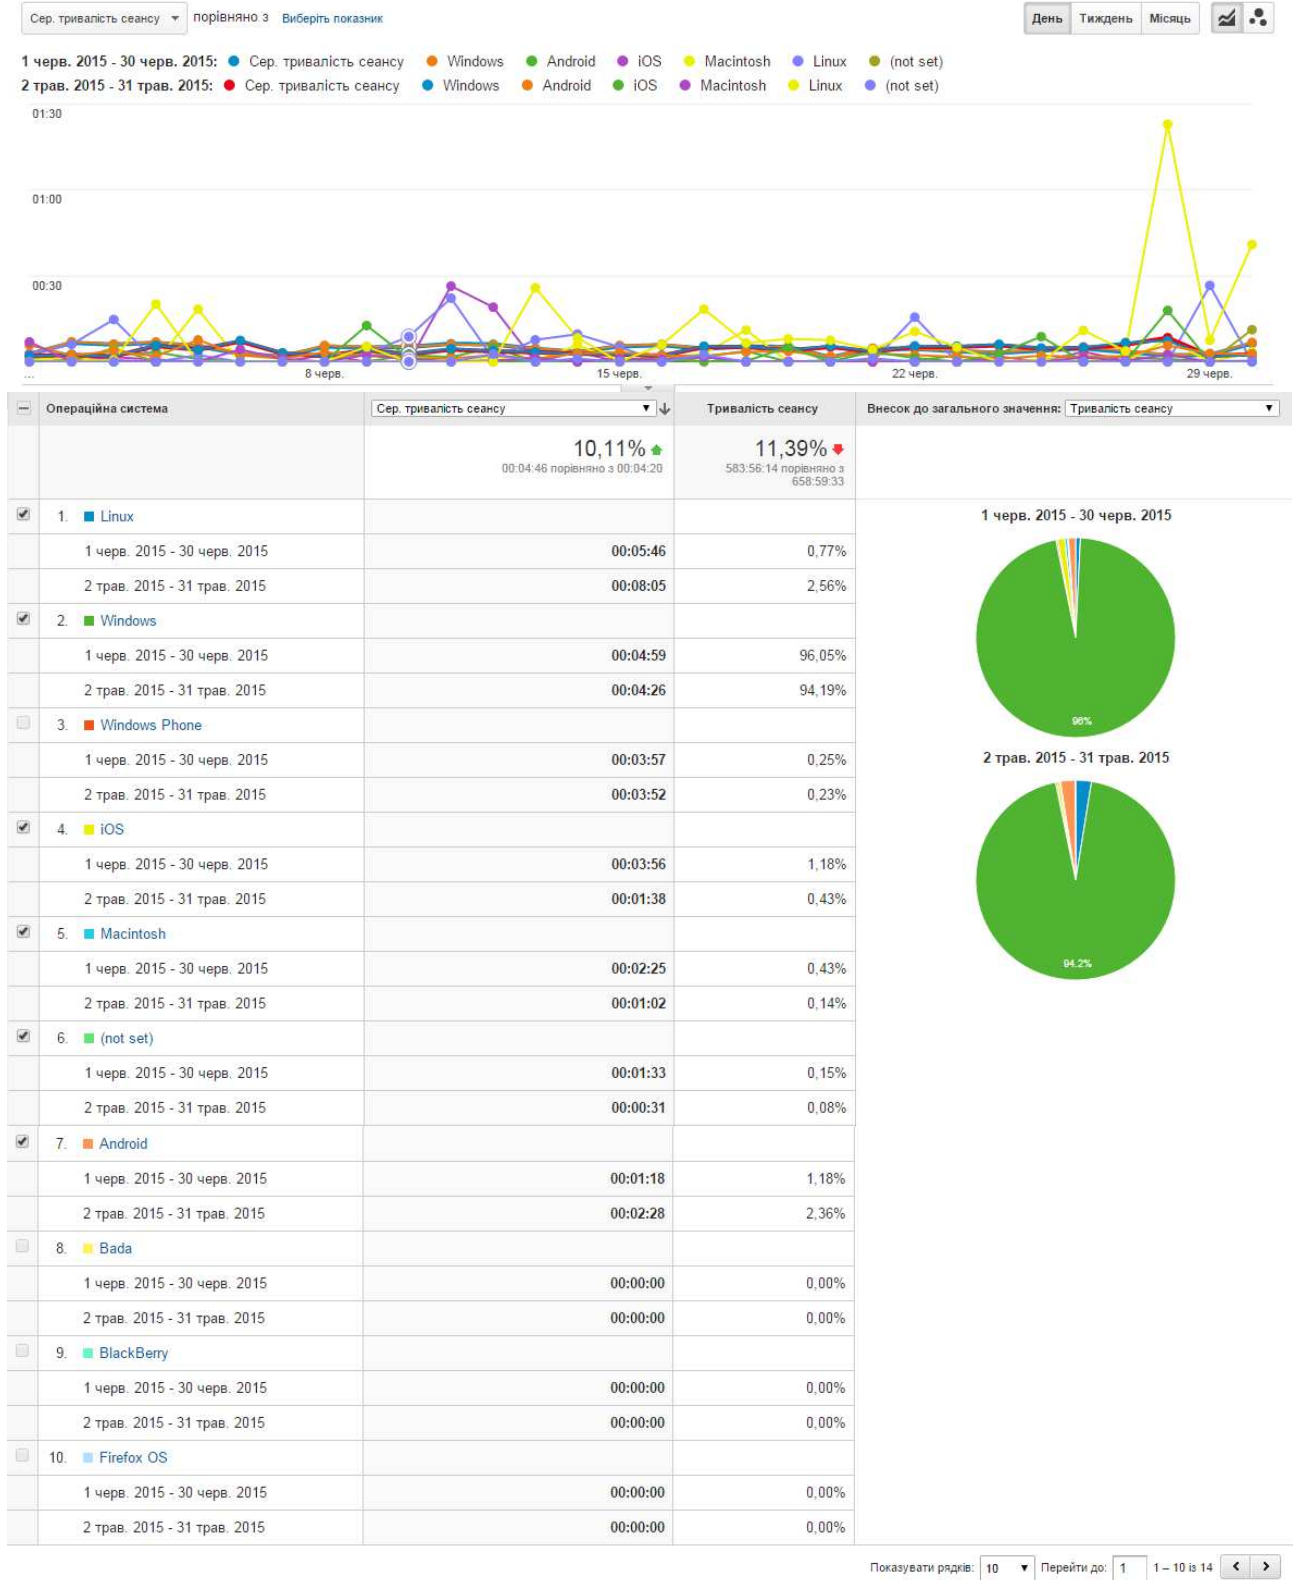 Сер. тривалість сеансу порівняно з Виберіть показник День Тиждень Місяць
1 черв. 2015 - 30 черв. 2015: Сер. тривалість сеансу Windows Android iOS Macintosh Linux (not set)
2 трав. 2015 - 31 трав. 2015: Сер. тривалість сеансу Windows Android iOS Macintosh Linux (not set)
01:30
01:00
00:30
... 8 черв. 15 черв. 22 черв. 29 черв.
Операційна система Сер. тривалість сеансу Тривалість сеансу Внесок до загального значення: Тривалість сеансу
10,11% 11,39%
00:04:46 порівняно з 00:04:20 583:56:14 порівняно з
658:59:33
1. Linux 1 черв. 2015 - 30 черв. 2015
1 черв. 2015 - 30 черв. 2015 00:05:46 0,77%
2 трав. 2015 - 31 трав. 2015 00:08:05 2,56%
2. Windows
1 черв. 2015 - 30 черв. 2015 00:04:59 96,05%
2 трав. 2015 - 31 трав. 2015 00:04:26 94,19%
3. Windows Phone 96%
1 черв. 2015 - 30 черв. 2015 00:03:57 0,25% 2 трав. 2015 - 31 трав. 2015
2 трав. 2015 - 31 трав. 2015 00:03:52 0,23%
4. iOS
1 черв. 2015 - 30 черв. 2015 00:03:56 1,18%
2 трав. 2015 - 31 трав. 2015 00:01:38 0,43%
5. Macintosh
1 черв. 2015 - 30 черв. 2015 00:02:25 0,43% 94.2%
2 трав. 2015 - 31 трав. 2015 00:01:02 0,14%
6. (not set)
1 черв. 2015 - 30 черв. 2015 00:01:33 0,15%
2 трав. 2015 - 31 трав. 2015 00:00:31 0,08%
7. Android
1 черв. 2015 - 30 черв. 2015 00:01:18 1,18%
2 трав. 2015 - 31 трав. 2015 00:02:28 2,36%
8. Bada
1 черв. 2015 - 30 черв. 2015 00:00:00 0,00%
2 трав. 2015 - 31 трав. 2015 00:00:00 0,00%
9. BlackBerry
1 черв. 2015 - 30 черв. 2015 00:00:00 0,00%
2 трав. 2015 - 31 трав. 2015 00:00:00 0,00%
10. Firefox OS
1 черв. 2015 - 30 черв. 2015 00:00:00 0,00%
2 трав. 2015 - 31 трав. 2015 00:00:00 0,00%
Показувати рядків: 10 Перейти до: 1 1 – 10 із 14